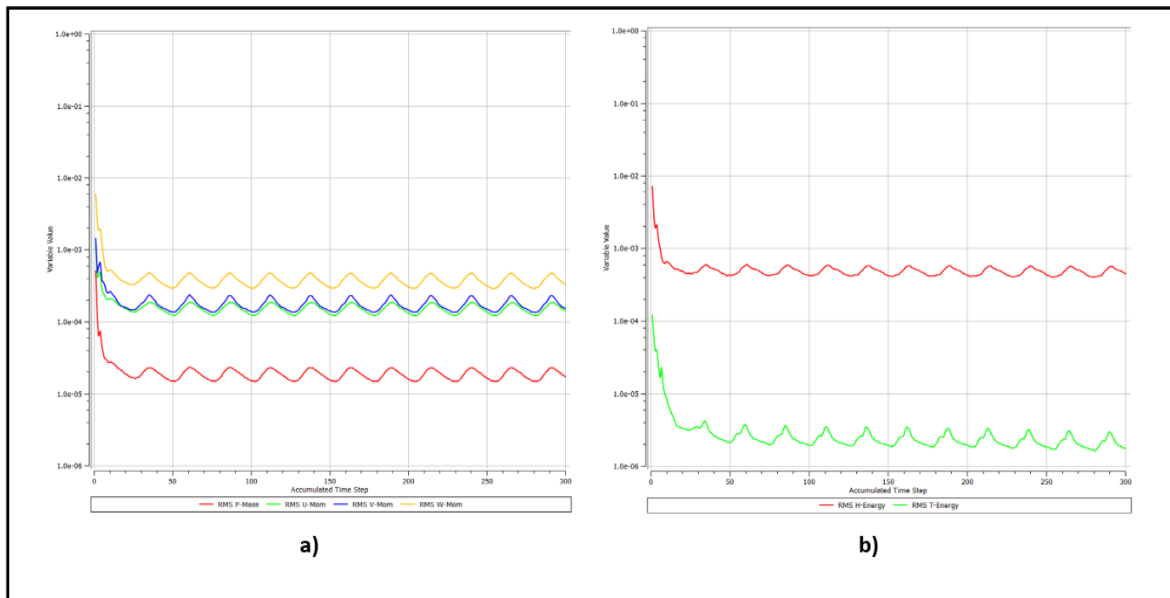 1.0e+00
1.0e-01
1.0e-02
1.0e-03
1.0e-04
1.0e-05
1.0e-06
Variable Value
0 50 100 150 200 250 300
Accumulated Time Step
RMS P-Mass RMS U-Mom RMS V-Mom RMS W-Mom
a)
1.0e+00
1.0e-01
1.0e-02
1.0e-03
1.0e-04
1.0e-05
1.0e-06
Variable Value
0 50 100 150 200 250 300
Accumulated Time Step
RMS H-Energy RMS T-Energy
b)